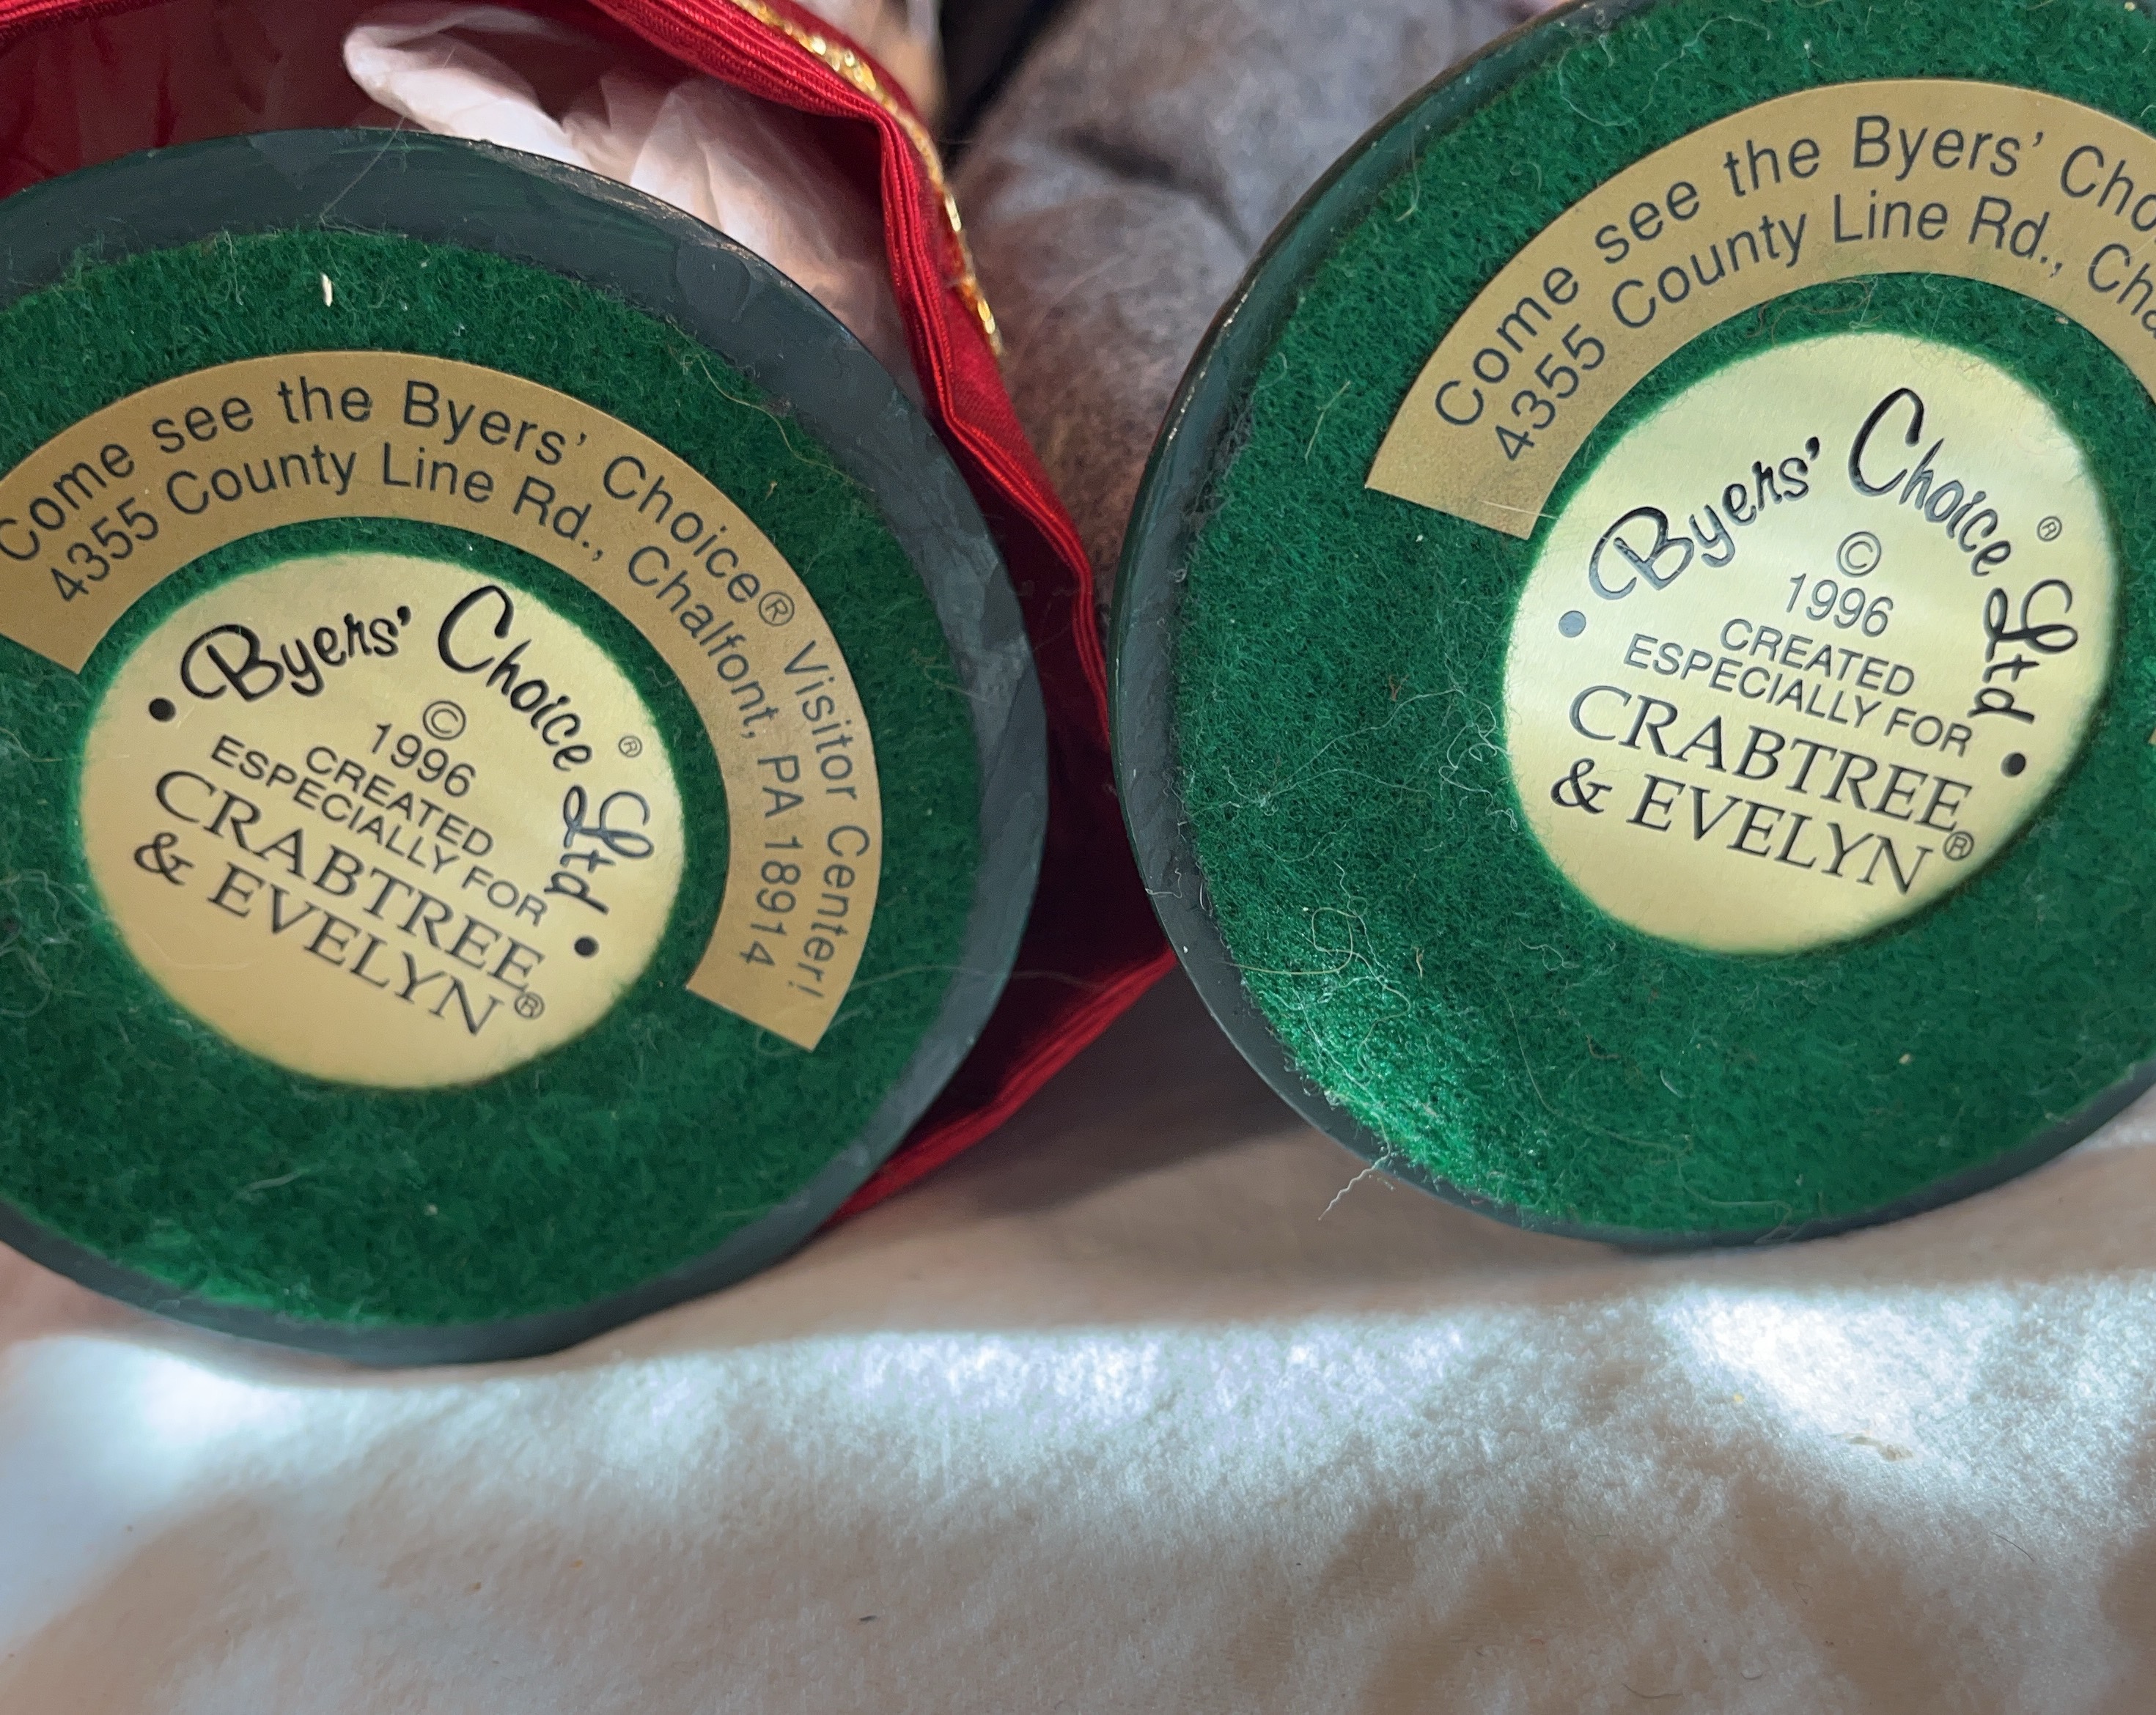 Come see the Byers' Choice® Visitor Center!
4355 County Line Rd., Chalfont, PA 18914
• Byers' Choice Ltd •
®
©
1996
CREATED
ESPECIALLY FOR
CRABTREE
& EVELYN®
Come see the Byers'
4355 County Line Rd.,
• Byers' Choice Ltd •
®
©
1996
CREATED
ESPECIALLY FOR
CRABTREE
& EVELYN®